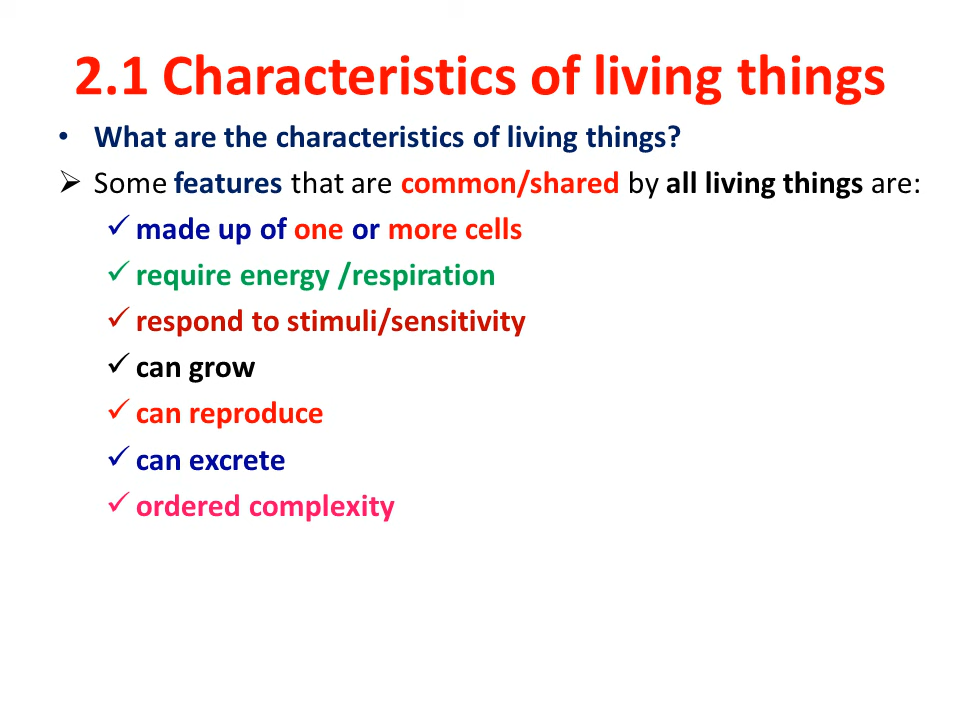 2.1 Characteristics of living things
• What are the characteristics of living things?
➢ Some features that are common/shared by all living things are:
✓ made up of one or more cells
✓ require energy /respiration
✓ respond to stimuli/sensitivity
✓ can grow
✓ can reproduce
✓ can excrete
✓ ordered complexity